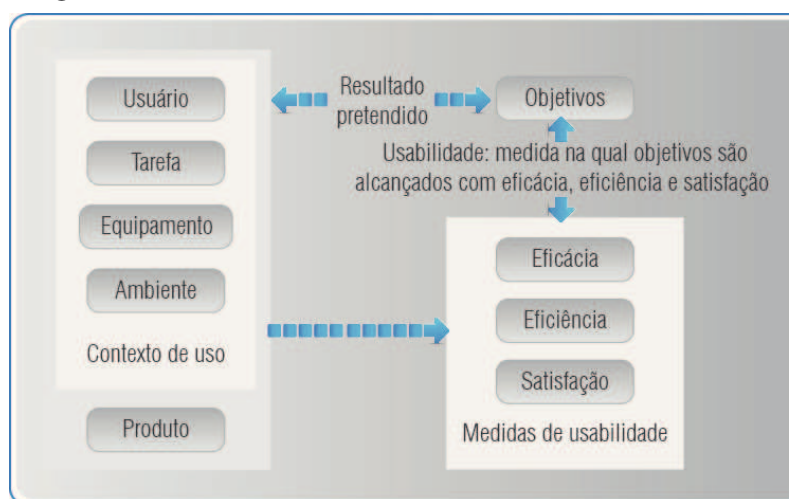 Usuário
Tarefa
Equipamento
Ambiente
Contexto de uso
Produto
Resultado
pretendido
Objetivos
Usabilidade: medida na qual objetivos são
alcançados com eficácia, eficiência e satisfação
Eficácia
Eficiência
Satisfação
Medidas de usabilidade